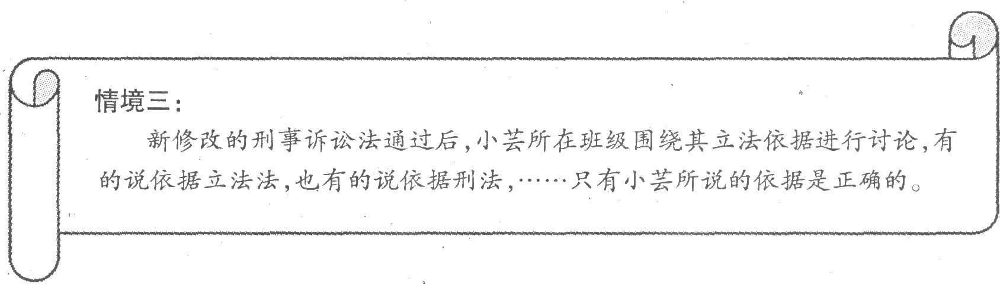 情境三:
新修改的刑事诉讼法通过后,小芸所在班级围绕其立法依据进行讨论,有
的说依据立法法,也有的说依据刑法,……只有小芸所说的依据是正确的。